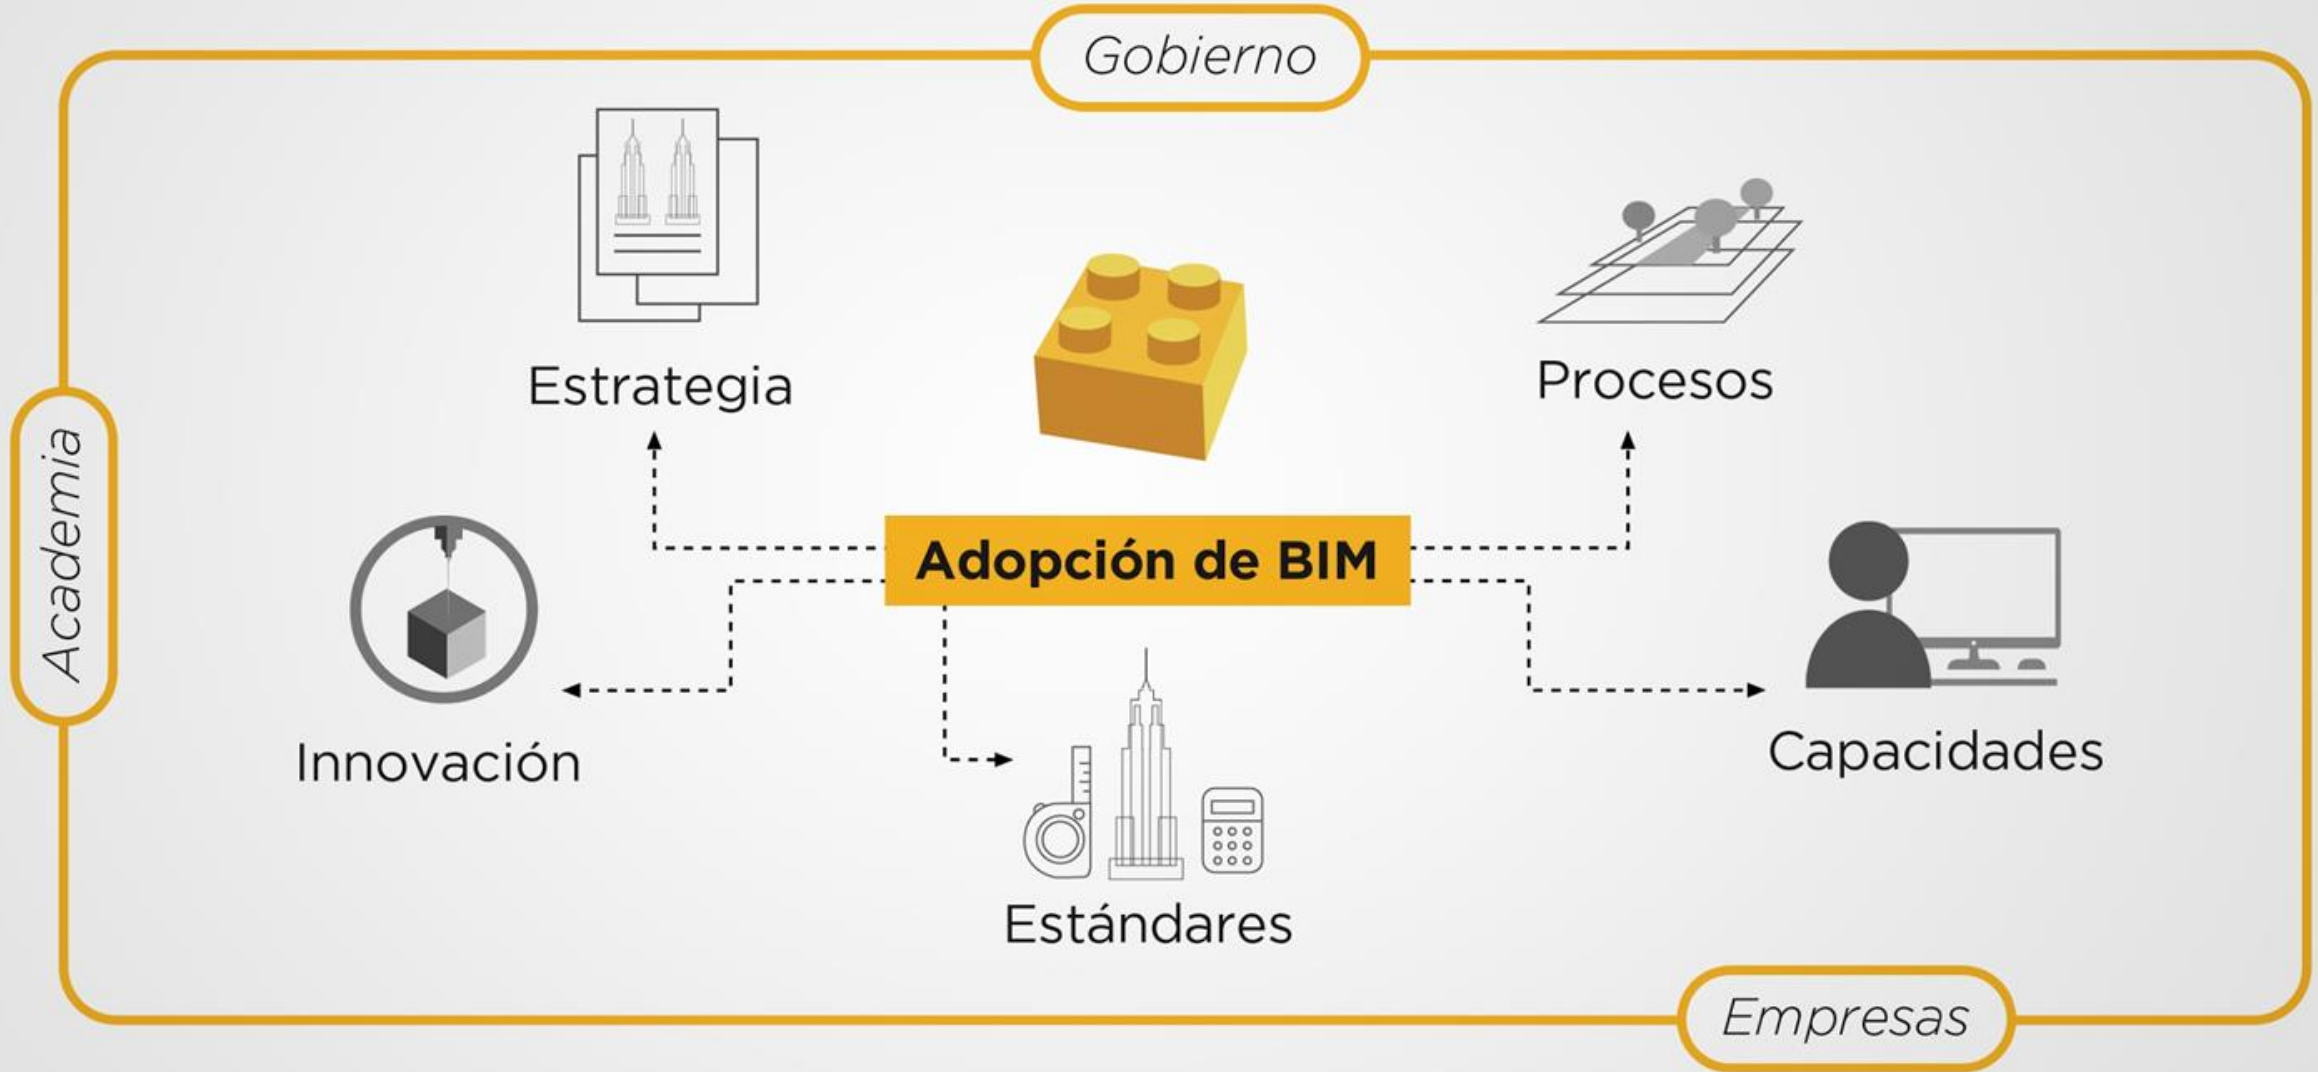 Gobierno
Estrategia
Procesos
Academia
Adopción de BIM
Innovación
Capacidades
Estándares
Empresas